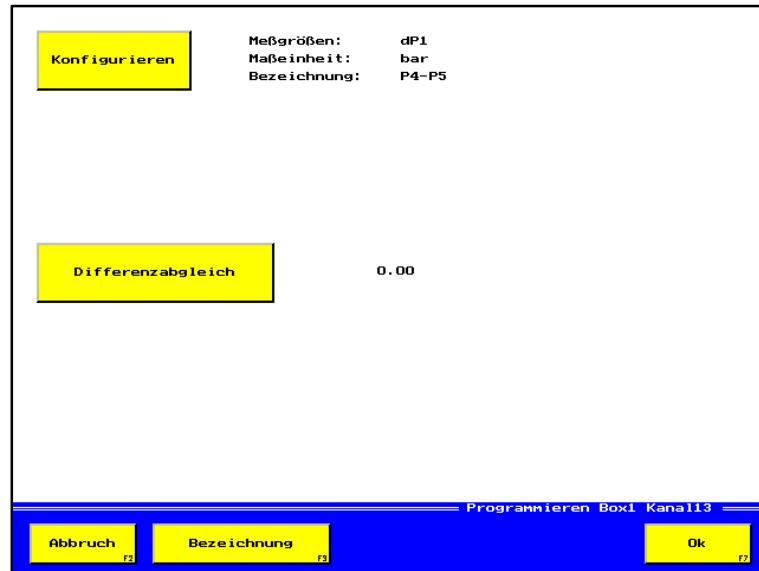 Konfigurieren
Meßgrößen: dP1
Maßeinheit: bar
Bezeichnung: P4-P5
Differenzabgleich 0.00
Programmieren Box1 Kanal13
Abbruch F2 Bezeichnung F3 Ok F7